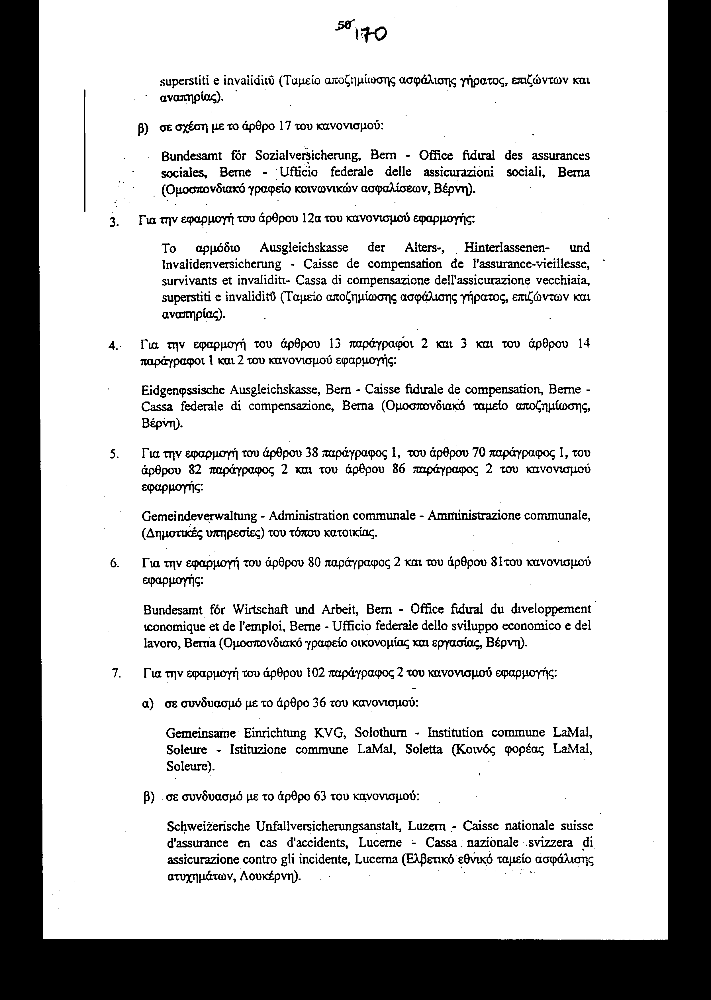 50 170
superstiti e invaliditΰ (Ταμείο αποζημίωσης ασφάλισης γήρατος, επιζώντων και
αναπηρίας).
β) σε σχέση με το άρθρο 17 του κανονισμού:
Bundesamt fόr Sozialversicherung, Bern - Office fιdιral des assurances
sociales, Berne - Ufficio federale delle assicurazioni sociali, Berna
(Ομοσπονδιακό γραφείο κοινωνικών ασφαλίσεων, Βέρνη).
3. Για την εφαρμογή του άρθρου 12α του κανονισμού εφαρμογής:
Το αρμόδιο Ausgleichskasse der Alters-, Hinterlassenen- und
Invalidenversicherung - Caisse de compensation de l'assurance-vieillesse,
survivants et invaliditι- Cassa di compensazione dell'assicurazione vecchiaia,
superstiti e invaliditΰ (Ταμείο αποζημίωσης ασφάλισης γήρατος, επιζώντων και
αναπηρίας).
4. Για την εφαρμογή του άρθρου 13 παράγραφοι 2 και 3 και του άρθρου 14
παράγραφοι 1 και 2 του κανονισμού εφαρμογής:
Eidgenφssische Ausgleichskasse, Bern - Caisse fιdιrale de compensation, Berne -
Cassa federale di compensazione, Berna (Ομοσπονδιακό ταμείο αποζημίωσης,
Βέρνη).
5. Για την εφαρμογή του άρθρου 38 παράγραφος 1, του άρθρου 70 παράγραφος 1, του
άρθρου 82 παράγραφος 2 και του άρθρου 86 παράγραφος 2 του κανονισμού
εφαρμογής:
Gemeindeverwaltung - Administration communale - Amministrazione communale,
(Δημοτικές υπηρεσίες) του τόπου κατοικίας.
6. Για την εφαρμογή του άρθρου 80 παράγραφος 2 και του άρθρου 81του κανονισμού
εφαρμογής:
Bundesamt fόr Wirtschaft und Arbeit, Bern - Office fιdιral du dιveloppement
ιconomique et de l'emploi, Berne - Ufficio federale dello sviluppo economico e del
lavoro, Berna (Ομοσπονδιακό γραφείο οικονομίας και εργασίας, Βέρνη).
7. Για την εφαρμογή του άρθρου 102 παράγραφος 2 του κανονισμού εφαρμογής:
α) σε συνδυασμό με το άρθρο 36 του κανονισμού:
Gemeinsame Einrichtung KVG, Solothurn - Institution commune LaMal,
Soleure - Istituzione commune LaMal, Soletta (Κοινός φορέας LaMal,
Soleure).
β) σε συνδυασμό με το άρθρο 63 του κανονισμού:
Schweizerische Unfallversicherungsanstalt, Luzern - Caisse nationale suisse
d'assurance en cas d'accidents, Lucerne - Cassa nazionale svizzera di
assicurazione contro gli incidente, Lucerna (Ελβετικό εθνικό ταμείο ασφάλισης
ατυχημάτων, Λουκέρνη).